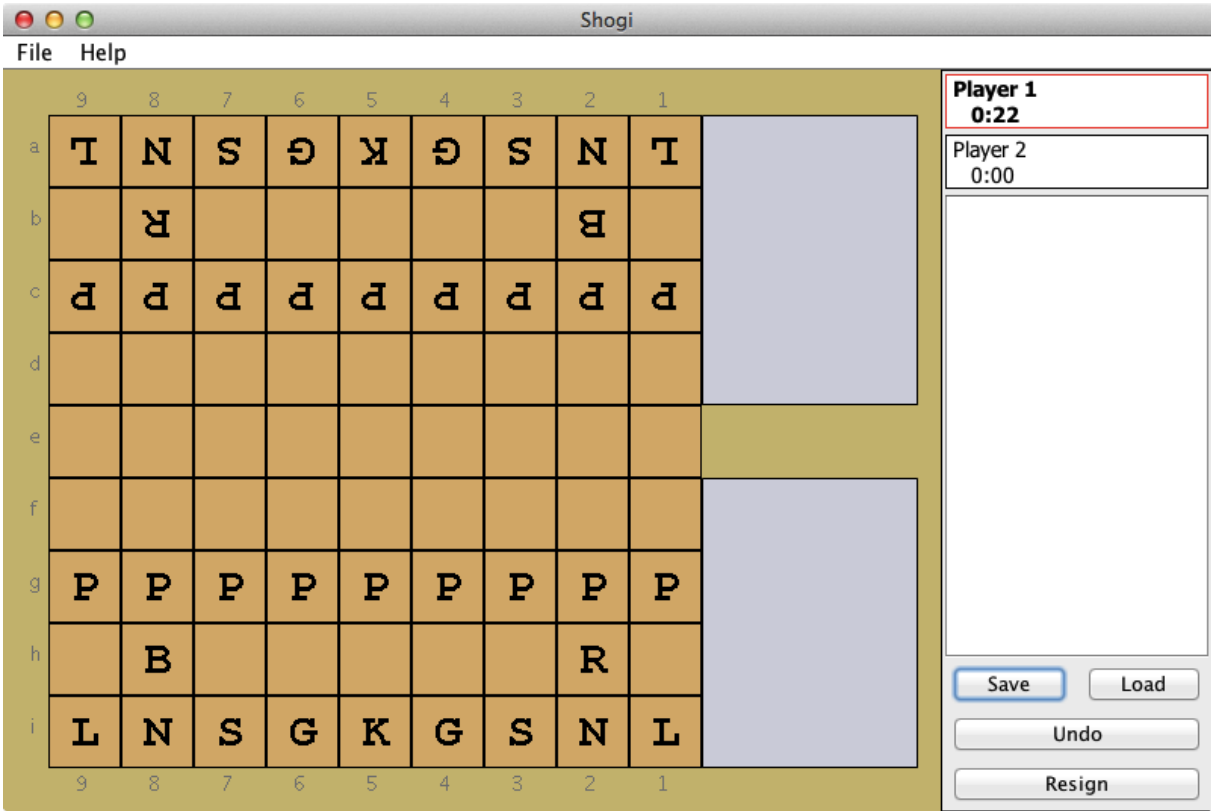 Shogi
File Help
9 8 7 6 5 4 3 2 1
a L N S G K G S N L
b R B
c P P P P P P P P P
d
e
f
g P P P P P P P P P
h B R
i L N S G K G S N L
9 8 7 6 5 4 3 2 1
Player 1
0:22
Player 2
0:00
Save Load
Undo
Resign